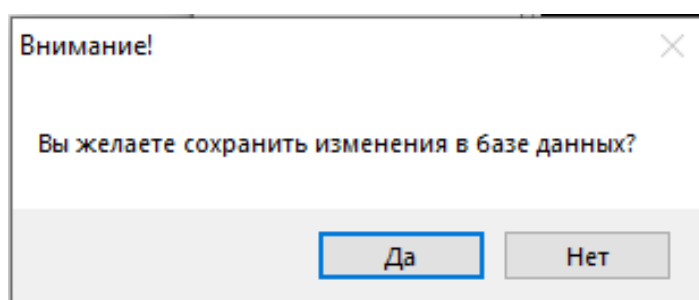 Внимание!
Вы желаете сохранить изменения в базе данных?
Да
Нет